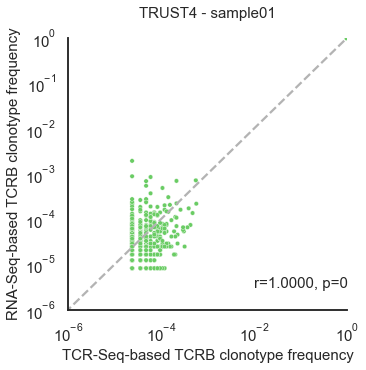 TRUST4 - sample01
RNA-Seq-based TCRB clonotype frequency
10^0
10^−1
10^−2
10^−3
10^−4
10^−5
10^−6
r=1.0000, p=0
10^−6 10^−4 10^−2 10^0
TCR-Seq-based TCRB clonotype frequency